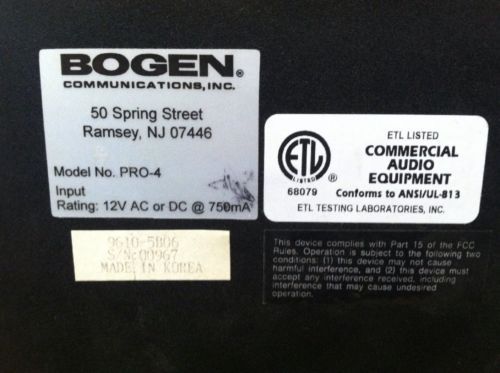 BOGEN®
COMMUNICATIONS, INC.
50 Spring Street
Ramsey, NJ 07446
Model No. PRO-4
Input
Rating: 12V AC or DC @ 750mA
ETL LISTED
COMMERCIAL
AUDIO
EQUIPMENT
Conforms to ANSI/UL-813
ETL TESTING LABORATORIES, INC.
ETL
LISTED
®
68079
9610-5B06
S/N:00967
MADE IN KOREA
This device complies with Part 15 of the FCC
Rules. Operation is subject to the following two
conditions: (1) this device may not cause
harmful interference, and (2) this device must
accept any interference received, including
interference that may cause undesired
operation.